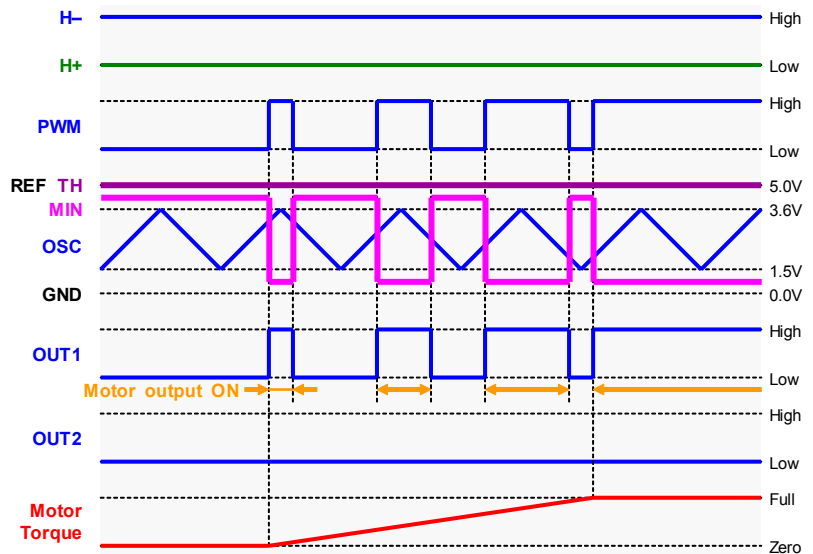 H– High
H+ Low
High
PWM
Low
REF TH 5.0V
MIN 3.6V
OSC
1.5V
GND 0.0V
High
OUT1
Low
Motor output ON
High
OUT2
Low
Motor Full
Torque
Zero